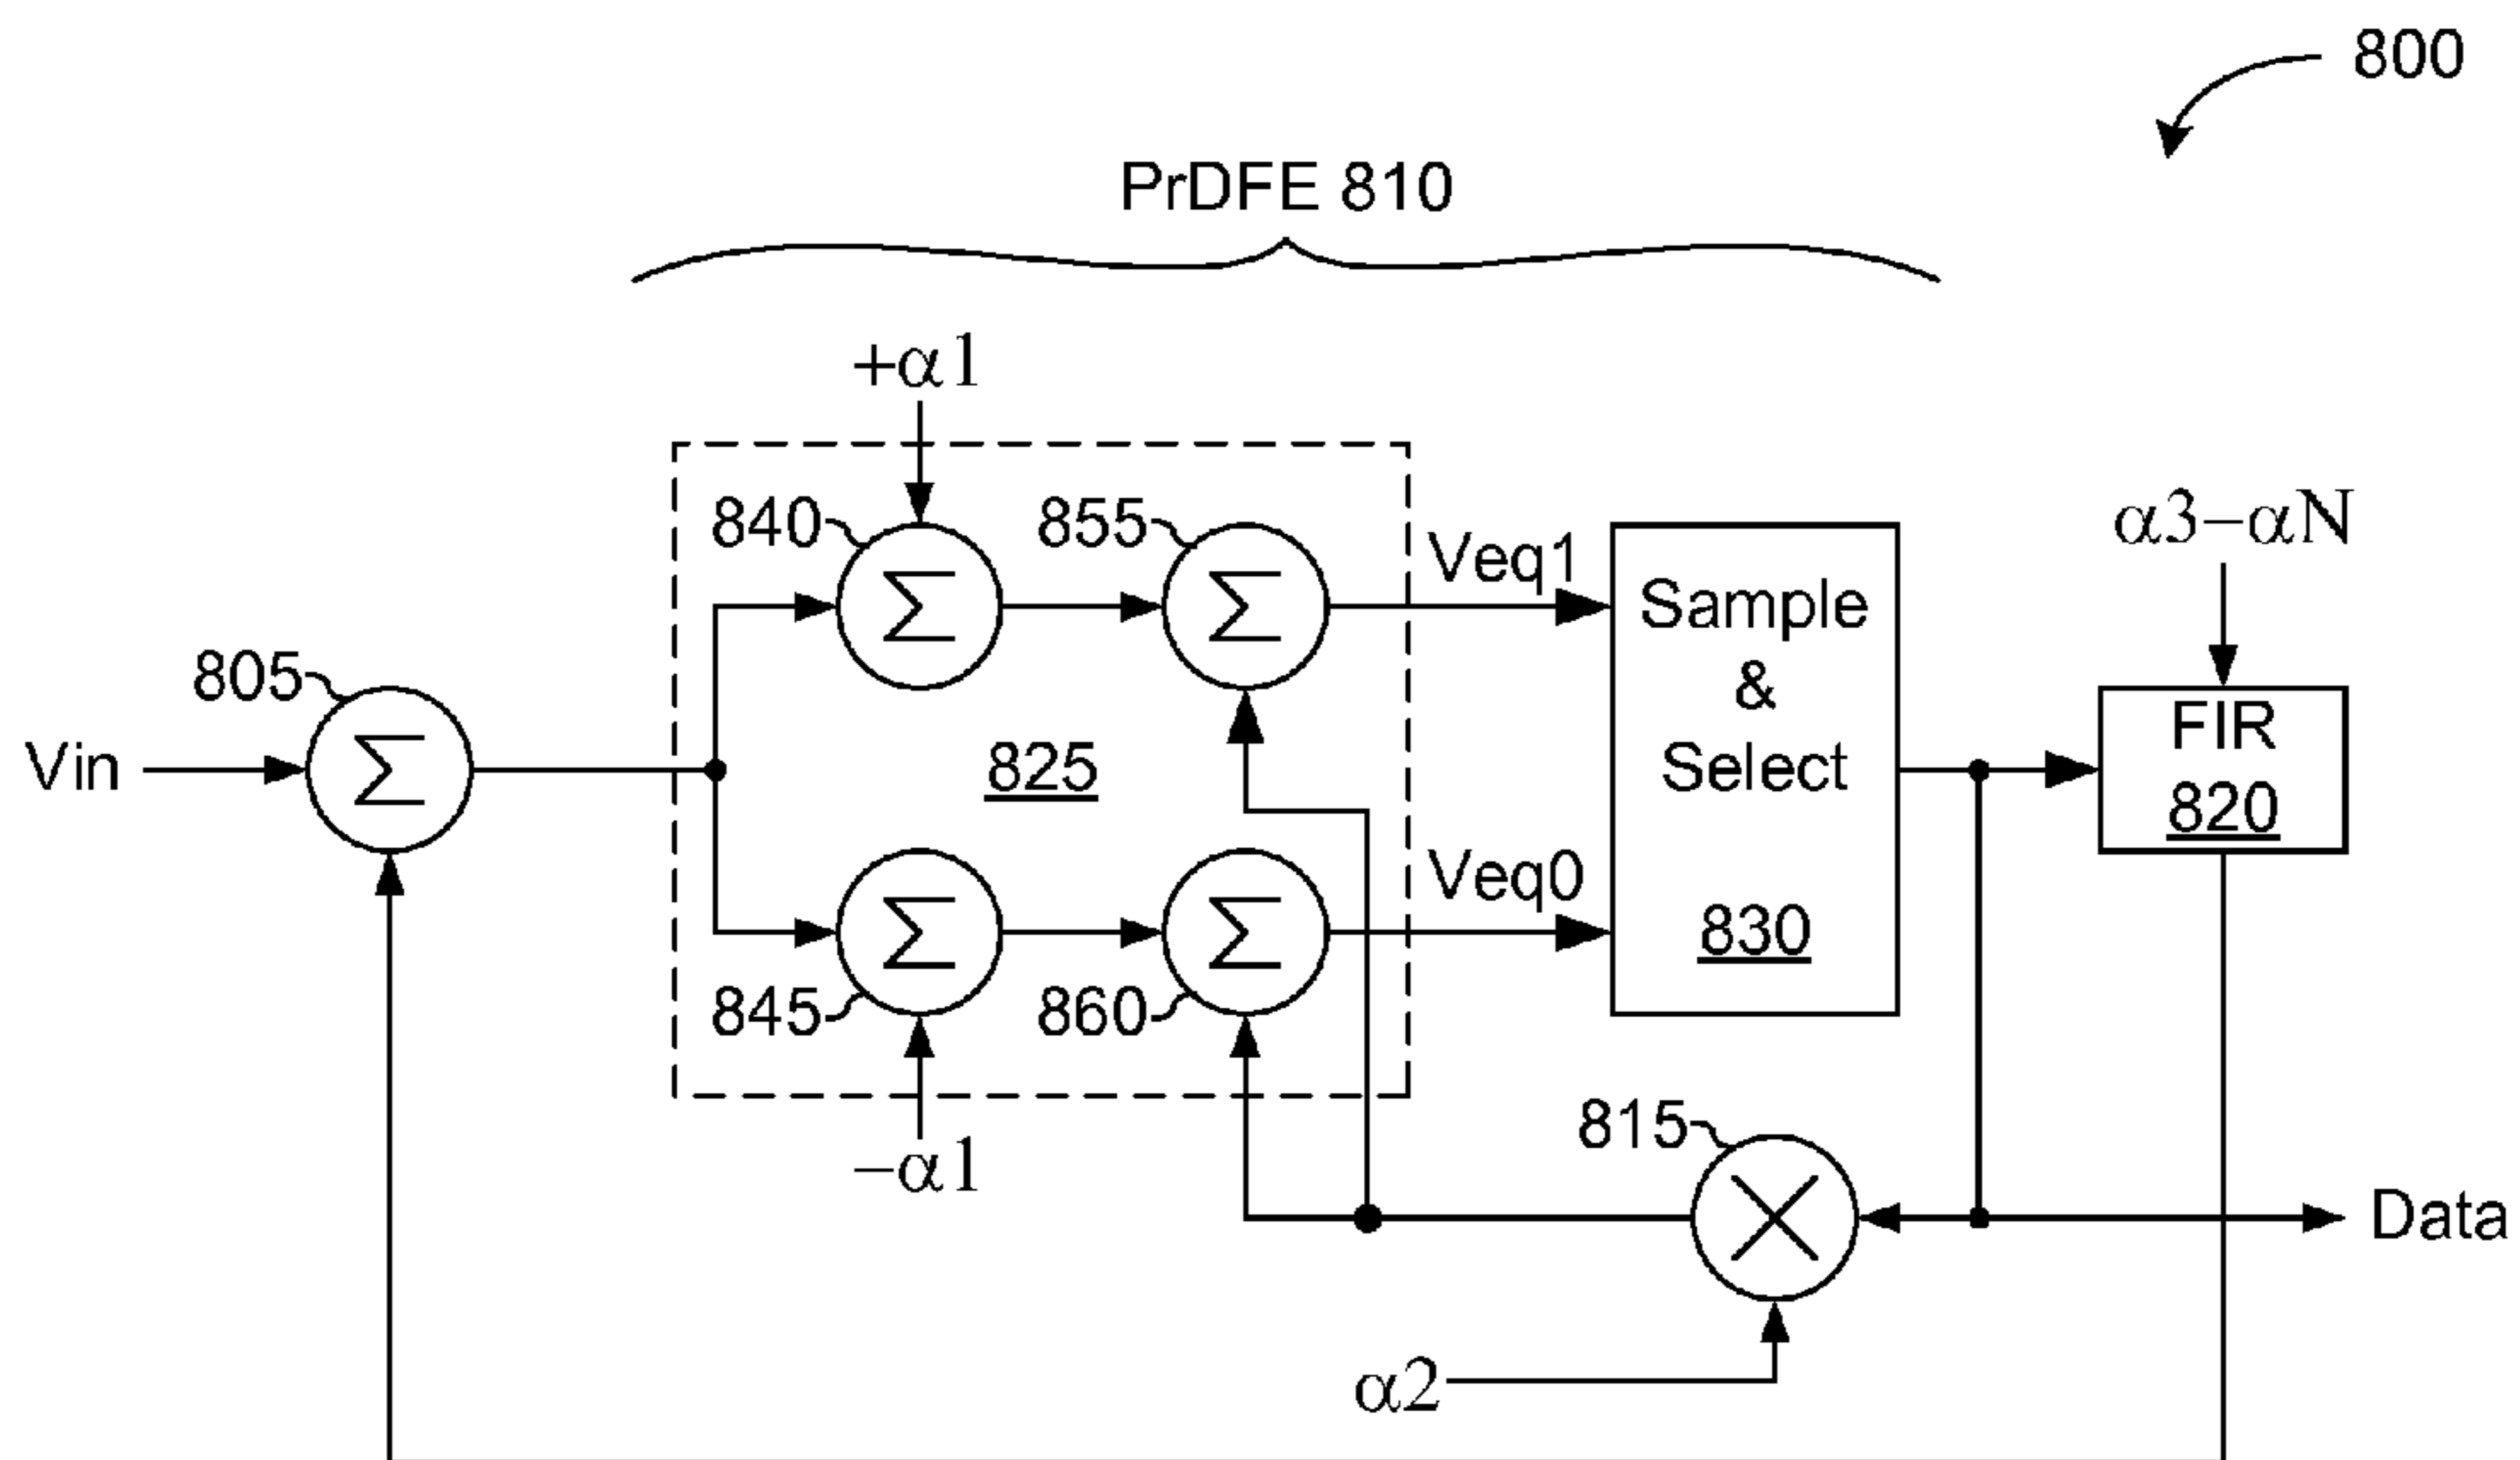 800
PrDFE 810
+α1
840
855
Veq1
α3–αN
Sample
&
Select
830
805
Vin
825
FIR
820
Veq0
845
860
–α1
815
Data
α2